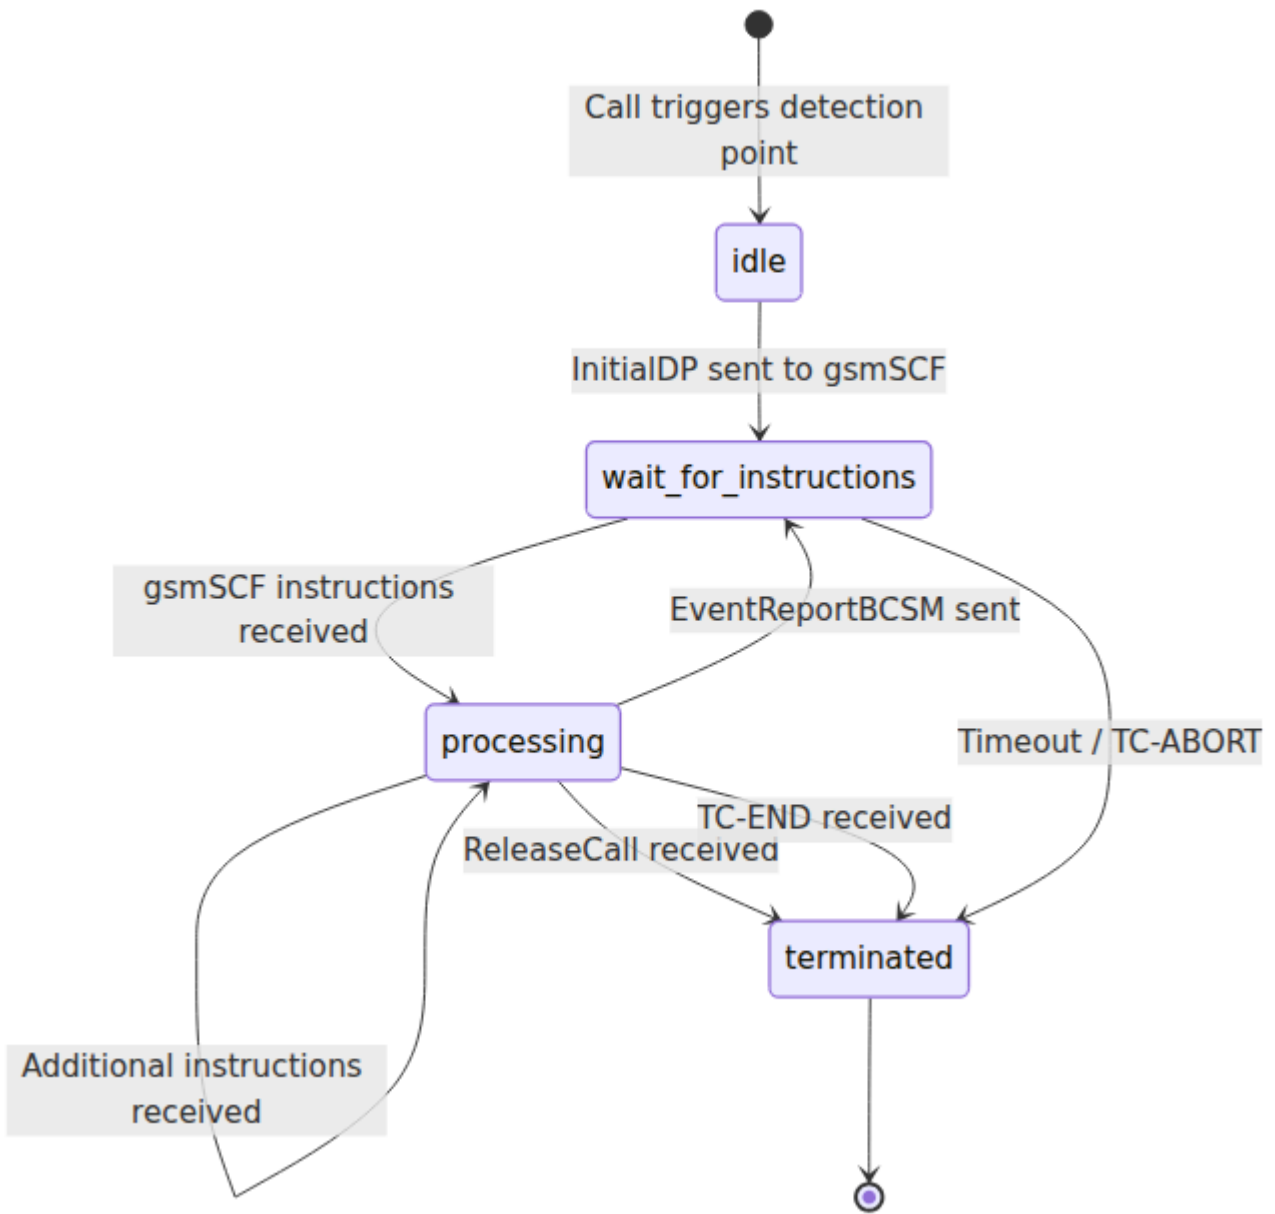 Call triggers detection
point
idle
InitialDP sent to gsmSCF
wait_for_instructions
gsmSCF instructions
received
EventReportBCSM sent
processing
Timeout / TC-ABORT
TC-END received
ReleaseCall received
terminated
Additional instructions
received